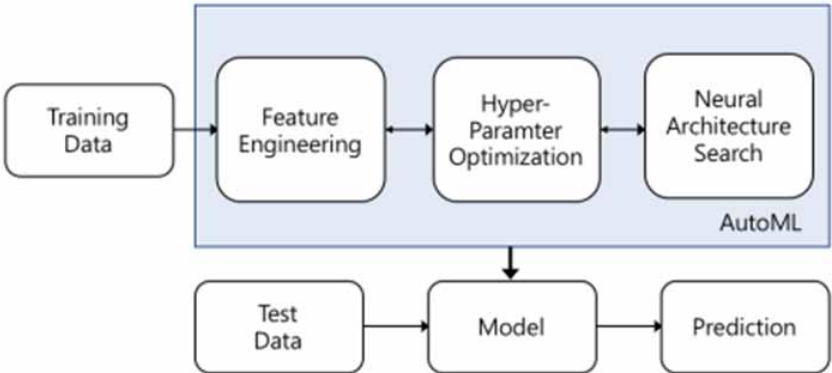 Training
Data
Feature
Engineering
Hyper-
Paramter
Optimization
Neural
Architecture
Search
AutoML
Test
Data
Model
Prediction